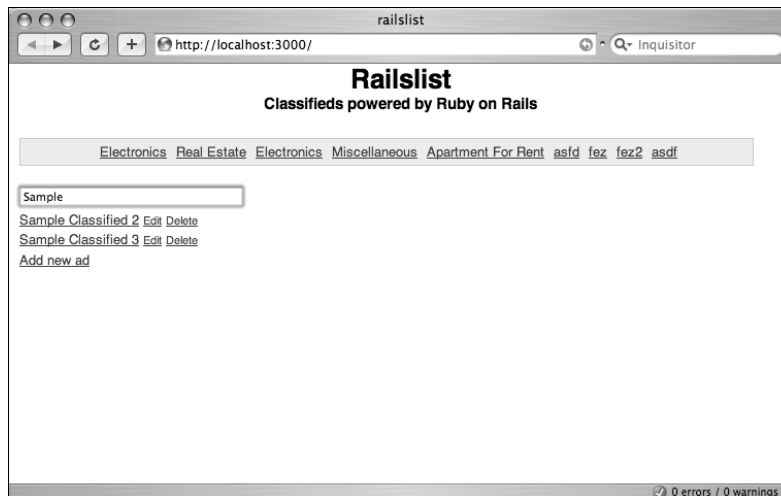 railslist
http://localhost:3000/
Inquisitor
Railslist
Classifieds powered by Ruby on Rails
Electronics Real Estate Electronics Miscellaneous Apartment For Rent asfd fez fez2 asdf
Sample
Sample Classified 2 Edit Delete
Sample Classified 3 Edit Delete
Add new ad
0 errors / 0 warnings